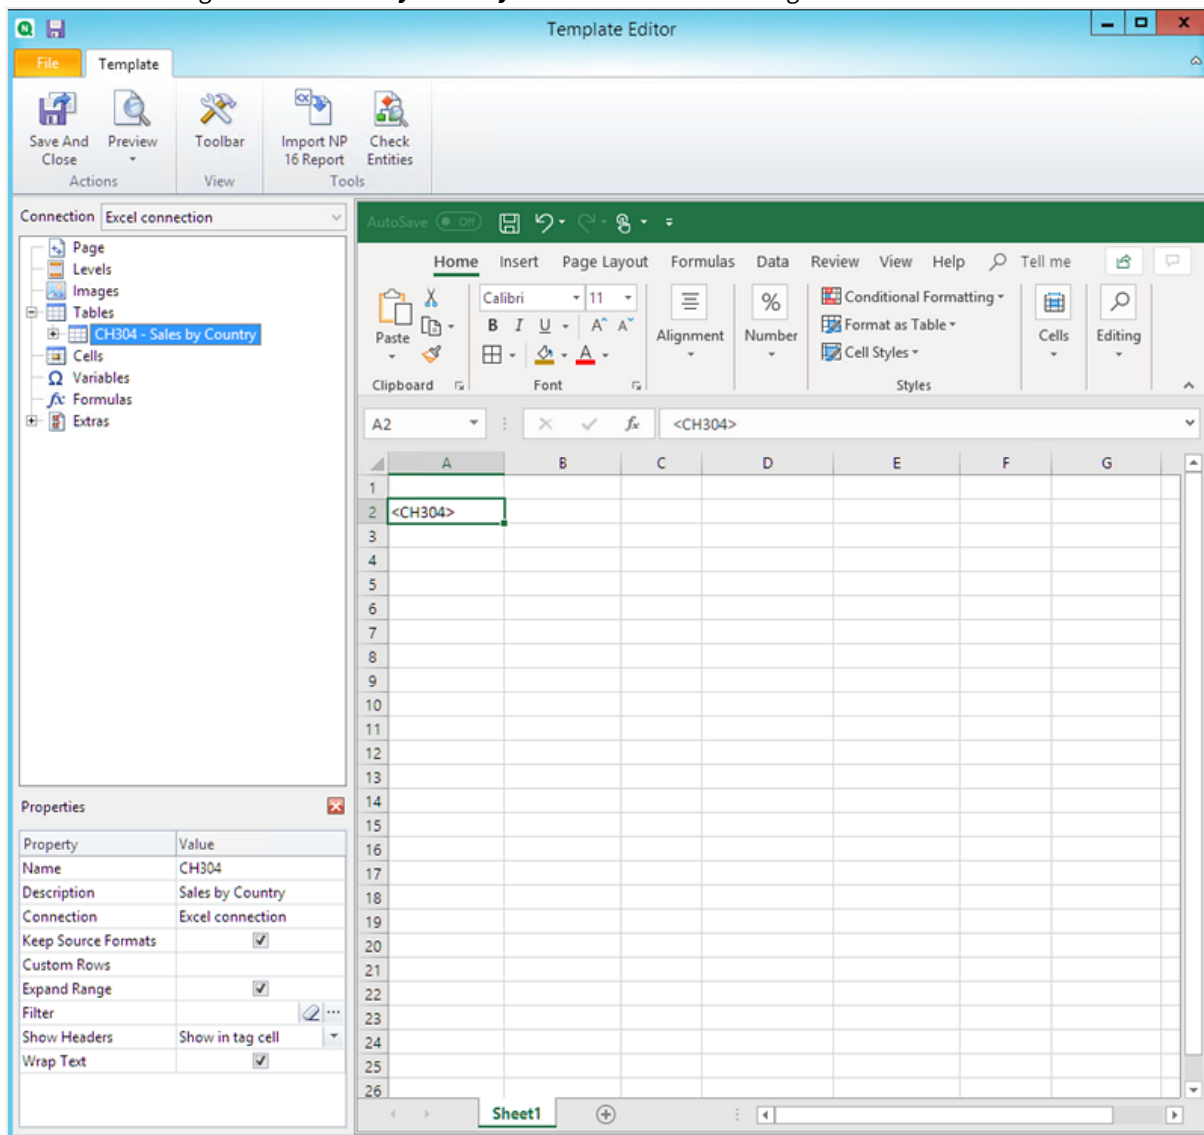 Template Editor
File Template
Save And Close
Preview
Toolbar
Import NP 16 Report
Check Entities
Actions View Tools
Connection Excel connection
Page
Levels
Images
Tables
CH304 - Sales by Country
Cells
Ω Variables
fx Formulas
Extras
Properties
Property Value
Name CH304
Description Sales by Country
Connection Excel connection
Keep Source Formats
Custom Rows
Expand Range
Filter
Show Headers Show in tag cell
Wrap Text
AutoSave Off
Home Insert Page Layout Formulas Data Review View Help Tell me
Paste
Clipboard
Calibri 11
B I U A A
A
Font
Alignment
%
Number
Conditional Formatting
Format as Table
Cell Styles
Styles
Cells
Editing
A2 fx <CH304>
A B C D E F G
1
2 <CH304>
3
4
5
6
7
8
9
10
11
12
13
14
15
16
17
18
19
20
21
22
23
24
25
26
Sheet1